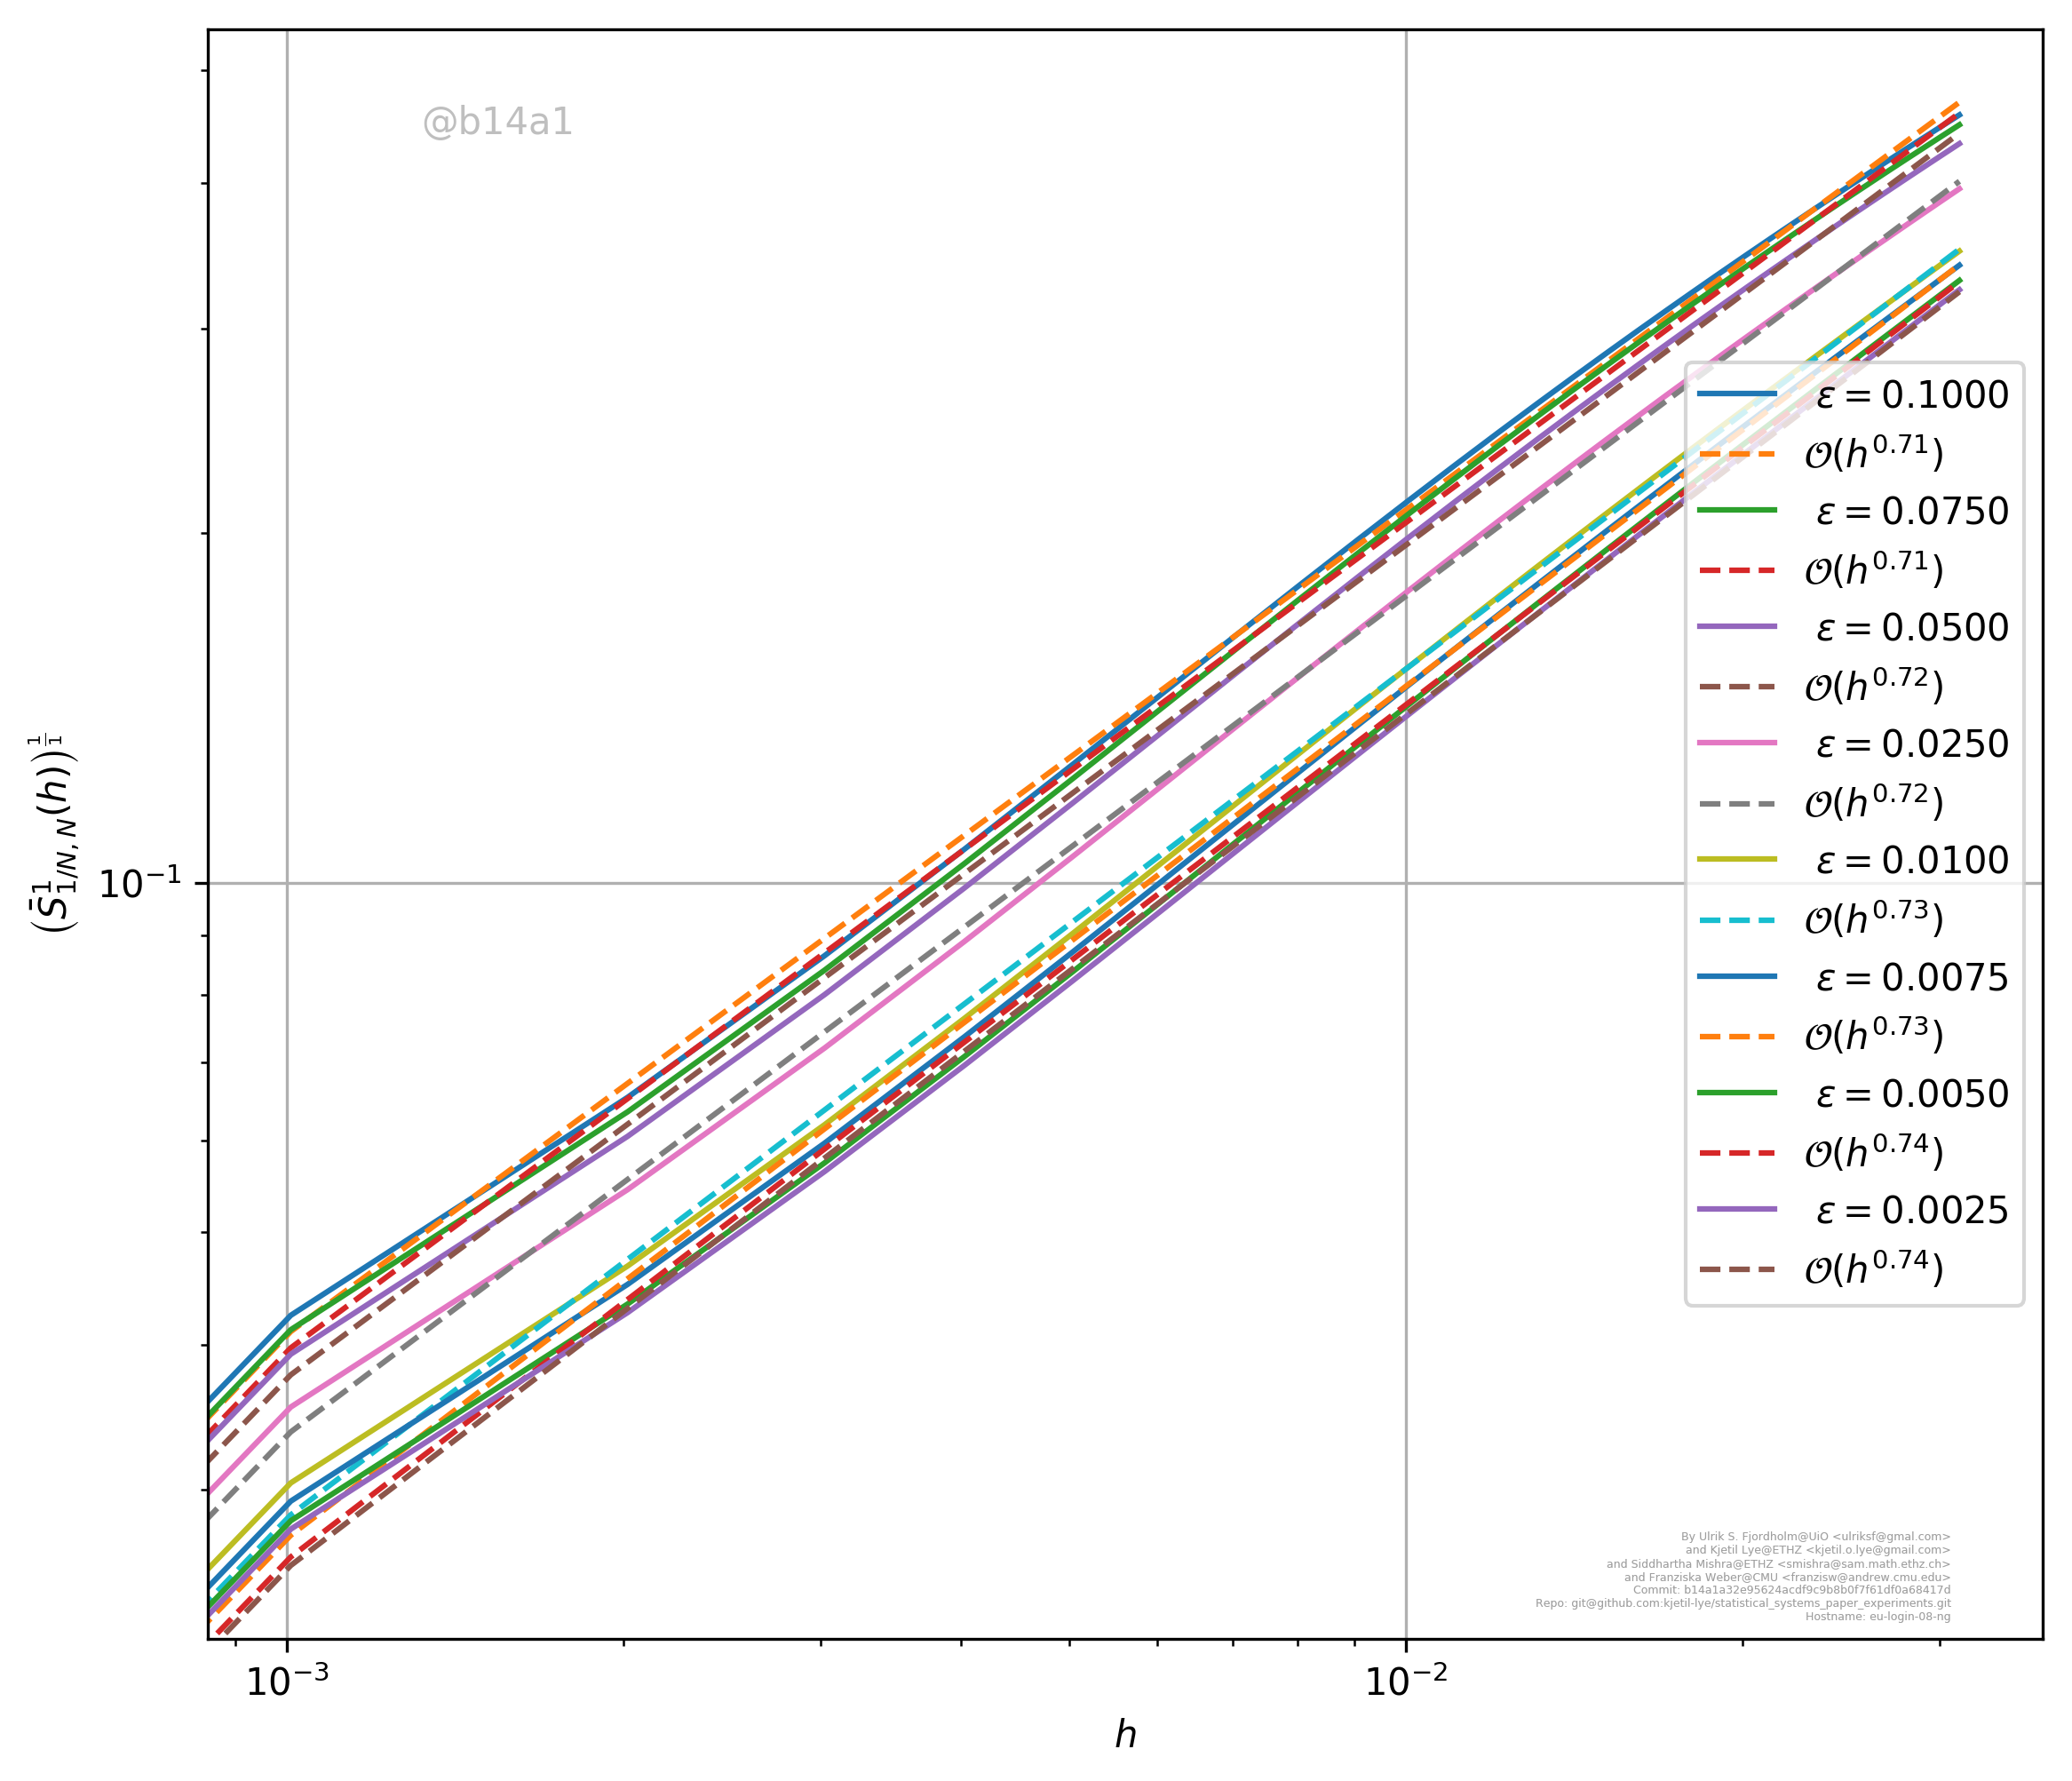 @b14a1
(S̄¹₁/N,N(h))^(1/1)
10⁻¹
ε = 0.1000
𝒪(h^0.71)
ε = 0.0750
𝒪(h^0.71)
ε = 0.0500
𝒪(h^0.72)
ε = 0.0250
𝒪(h^0.72)
ε = 0.0100
𝒪(h^0.73)
ε = 0.0075
𝒪(h^0.73)
ε = 0.0050
𝒪(h^0.74)
ε = 0.0025
𝒪(h^0.74)
By Ulrik S. Fjordholm@UiO <ulriksf@gmal.com>
and Kjetil Lye@ETHZ <kjetil.o.lye@gmail.com>
and Siddhartha Mishra@ETHZ <smishra@sam.math.ethz.ch>
and Franziska Weber@CMU <franzisw@andrew.cmu.edu>
Commit: b14a1a32e95624acdf9c9b8b0f7f61df0a68417d
Repo: git@github.com:kjetil-lye/statistical_systems_paper_experiments.git
Hostname: eu-login-08-ng
10⁻³ 10⁻²
h